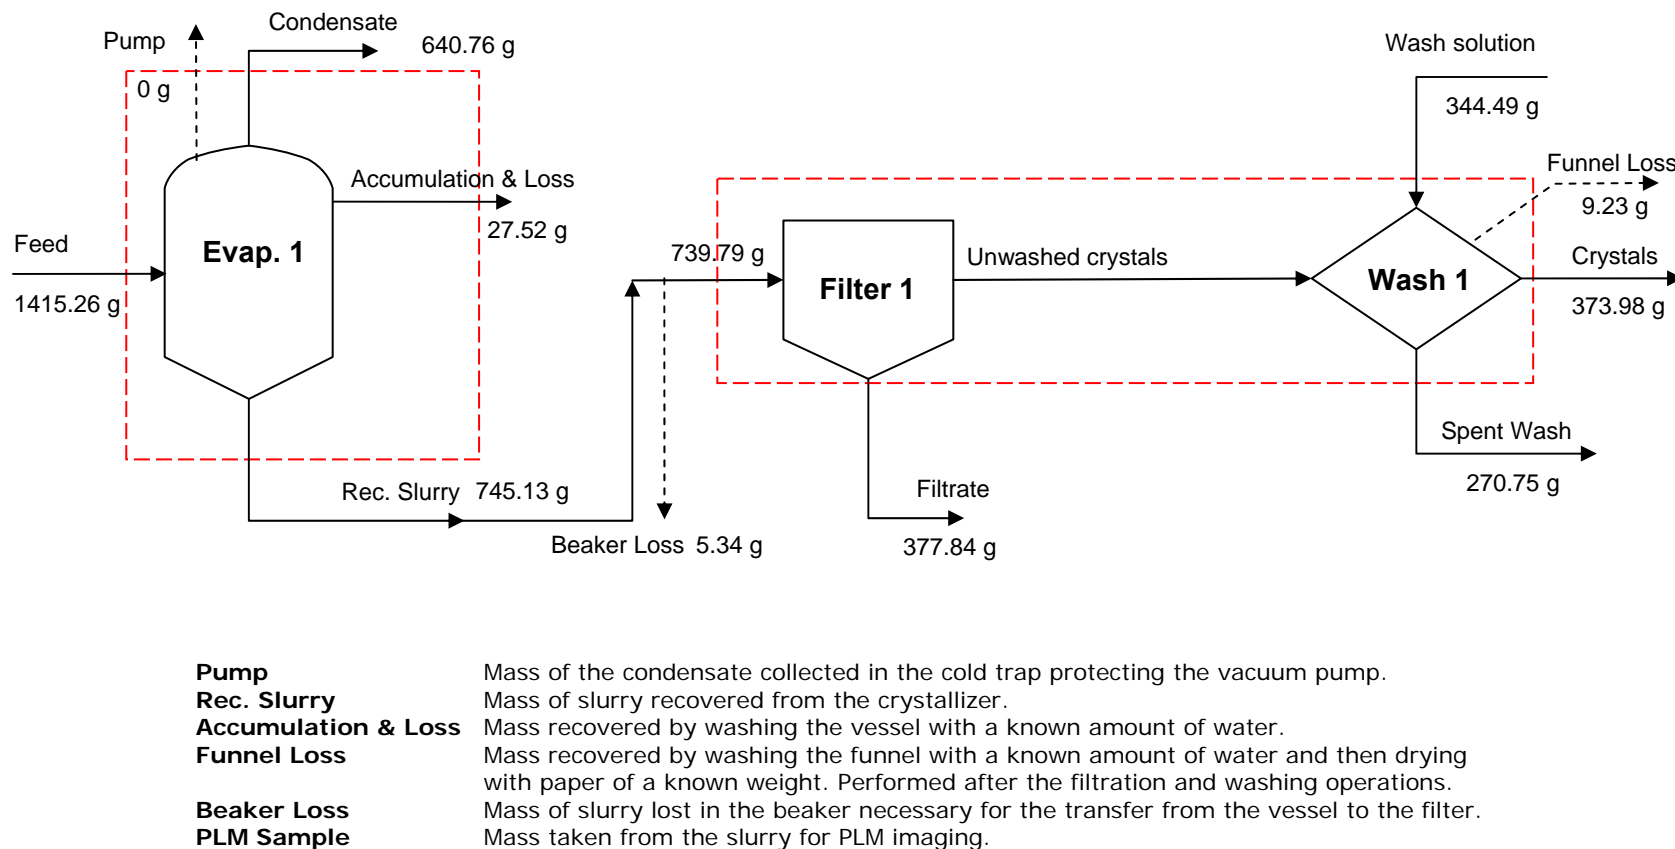 Condensate
Pump
640.76 g
Wash solution
0 g
344.49 g
Funnel Loss
Accumulation & Loss
9.23 g
27.52 g
Feed
Evap. 1
739.79 g
Unwashed crystals
Crystals
1415.26 g
Filter 1
Wash 1
373.98 g
Spent Wash
Rec. Slurry 745.13 g
Filtrate
270.75 g
Beaker Loss 5.34 g
377.84 g
Pump Mass of the condensate collected in the cold trap protecting the vacuum pump.
Rec. Slurry Mass of slurry recovered from the crystallizer.
Accumulation & Loss Mass recovered by washing the vessel with a known amount of water.
Funnel Loss Mass recovered by washing the funnel with a known amount of water and then drying
with paper of a known weight. Performed after the filtration and washing operations.
Beaker Loss Mass of slurry lost in the beaker necessary for the transfer from the vessel to the filter.
PLM Sample Mass taken from the slurry for PLM imaging.